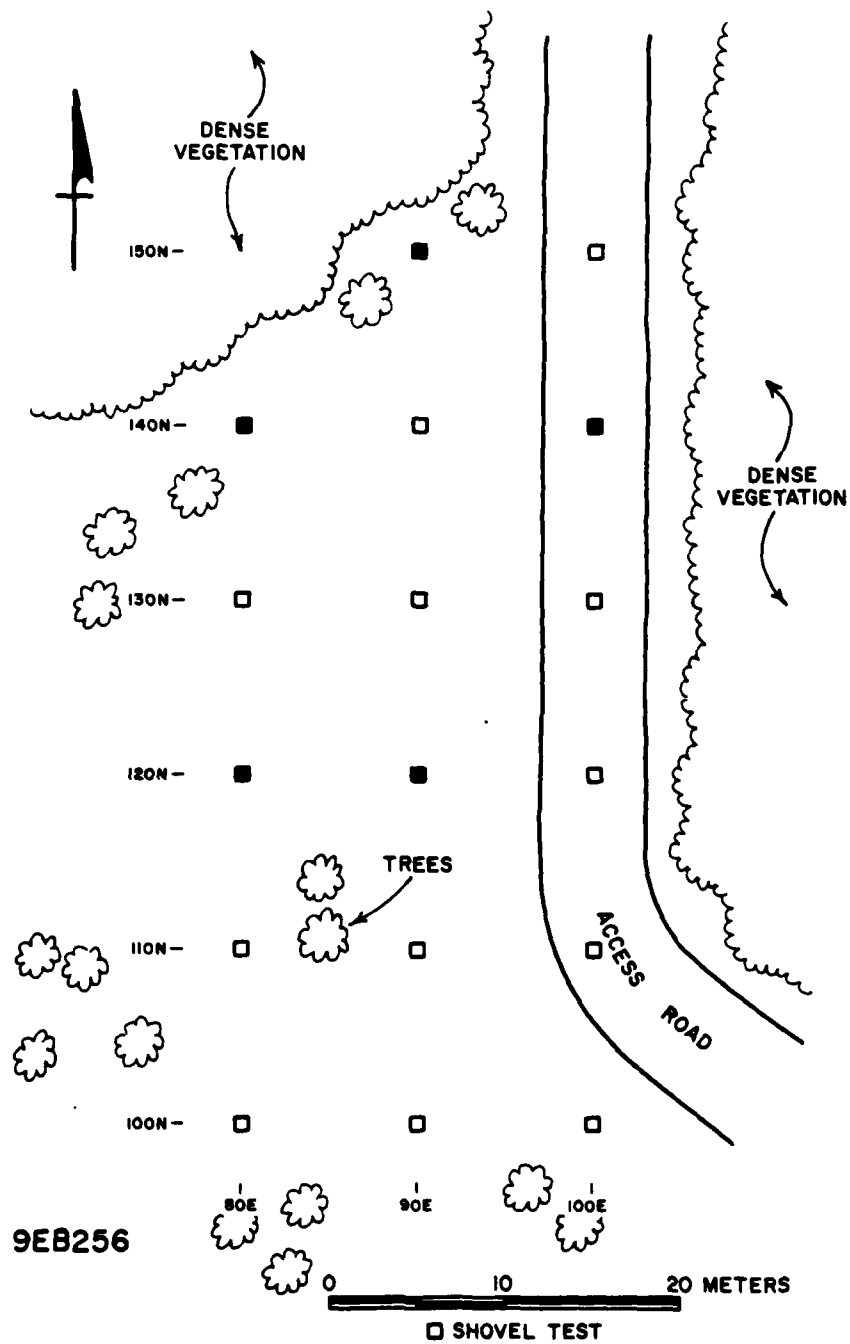 DENSE
VEGETATION
150N-
140N-
DENSE
VEGETATION
130N-
120N-
TREES
110N-
ACCESS
ROAD
100N-
80E
90E
100E
9EB256
0 10 20 METERS
SHOVEL TEST